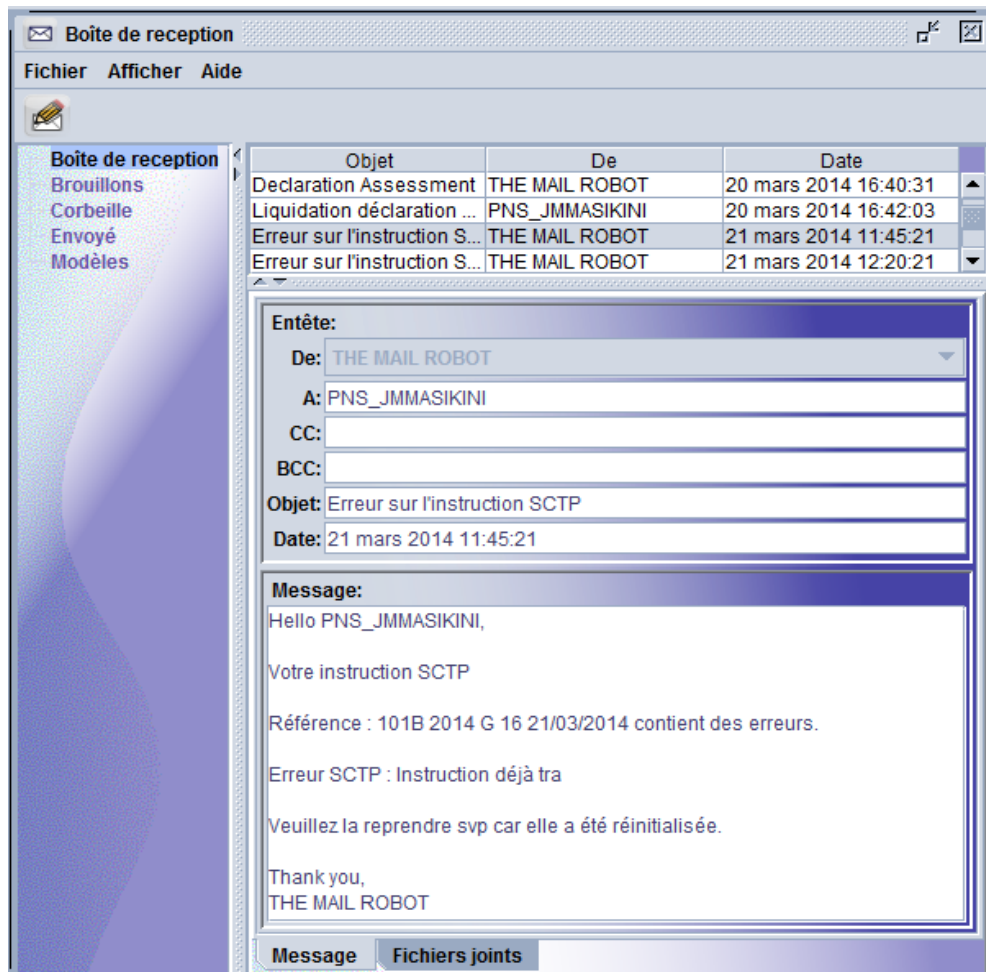 Boîte de reception
Fichier Afficher Aide
Boîte de reception
Brouillons
Corbeille
Envoyé
Modèles
Objet De Date
Declaration Assessment THE MAIL ROBOT 20 mars 2014 16:40:31
Liquidation déclaration ... PNS_JMMASIKINI 20 mars 2014 16:42:03
Erreur sur l'instruction S... THE MAIL ROBOT 21 mars 2014 11:45:21
Erreur sur l'instruction S... THE MAIL ROBOT 21 mars 2014 12:20:21
Entête:
De: THE MAIL ROBOT
A: PNS_JMMASIKINI
CC:
BCC:
Objet: Erreur sur l'instruction SCTP
Date: 21 mars 2014 11:45:21
Message:
Hello PNS_JMMASIKINI,
Votre instruction SCTP
Référence : 101B 2014 G 16 21/03/2014 contient des erreurs.
Erreur SCTP : Instruction déjà tra
Veuillez la reprendre svp car elle a été réinitialisée.
Thank you,
THE MAIL ROBOT
Message Fichiers joints